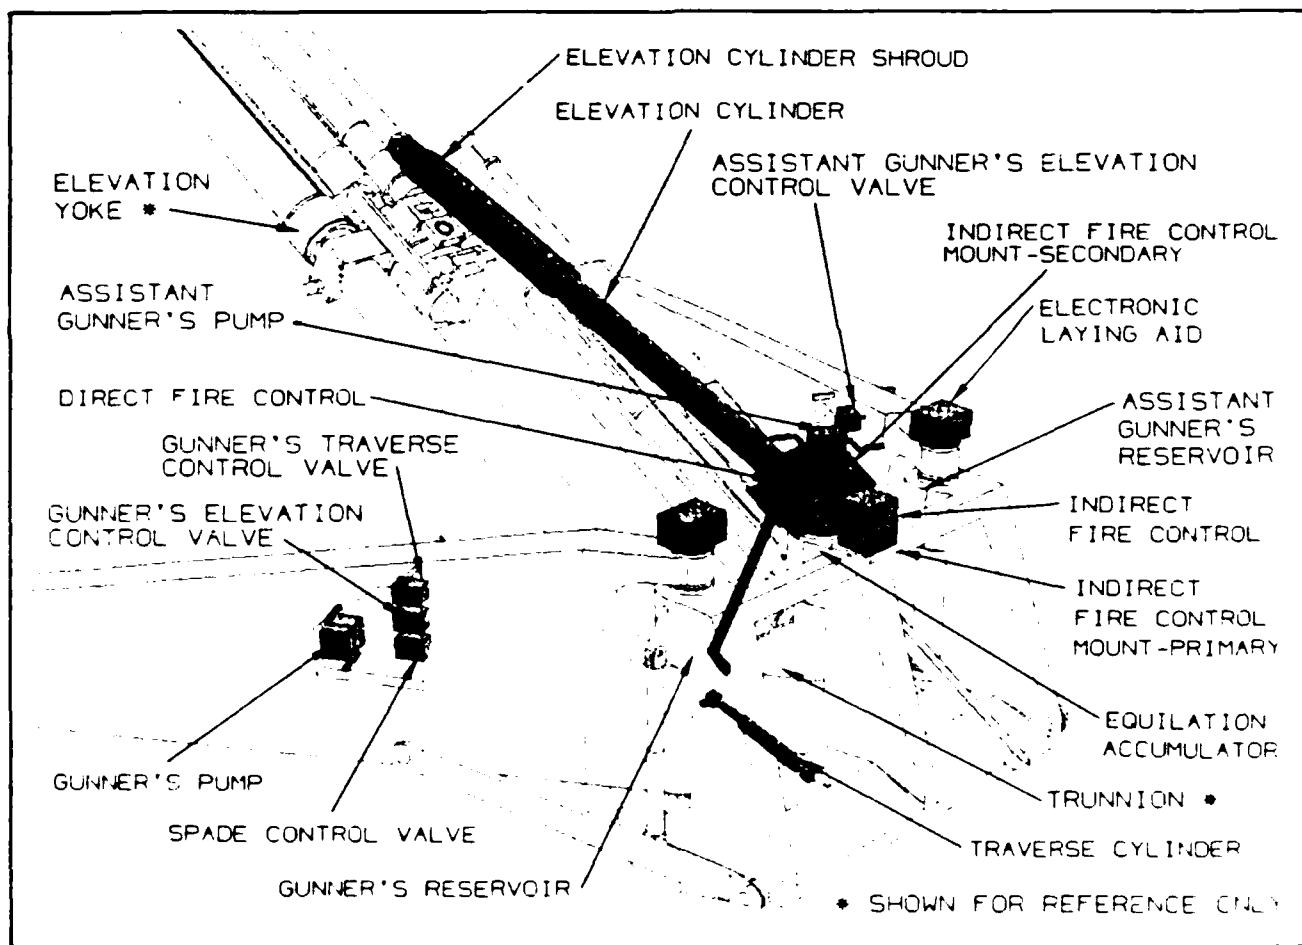 ELEVATION CYLINDER SHROUD
ELEVATION CYLINDER
ASSISTANT GUNNER'S ELEVATION
CONTROL VALVE
ELEVATION
YOKE *
INDIRECT FIRE CONTROL
MOUNT-SECONDARY
ASSISTANT
GUNNER'S PUMP
ELECTRONIC
LAYING AID
DIRECT FIRE CONTROL
ASSISTANT
GUNNER'S
RESERVOIR
GUNNER'S TRAVERSE
CONTROL VALVE
GUNNER'S ELEVATION
CONTROL VALVE
INDIRECT
FIRE CONTROL
INDIRECT
FIRE CONTROL
MOUNT-PRIMARY
EQUILATION
ACCUMULATOR
GUNNER'S PUMP
TRUNNION *
SPADE CONTROL VALVE
TRAVERSE CYLINDER
GUNNER'S RESERVOIR
* SHOWN FOR REFERENCE ONLY